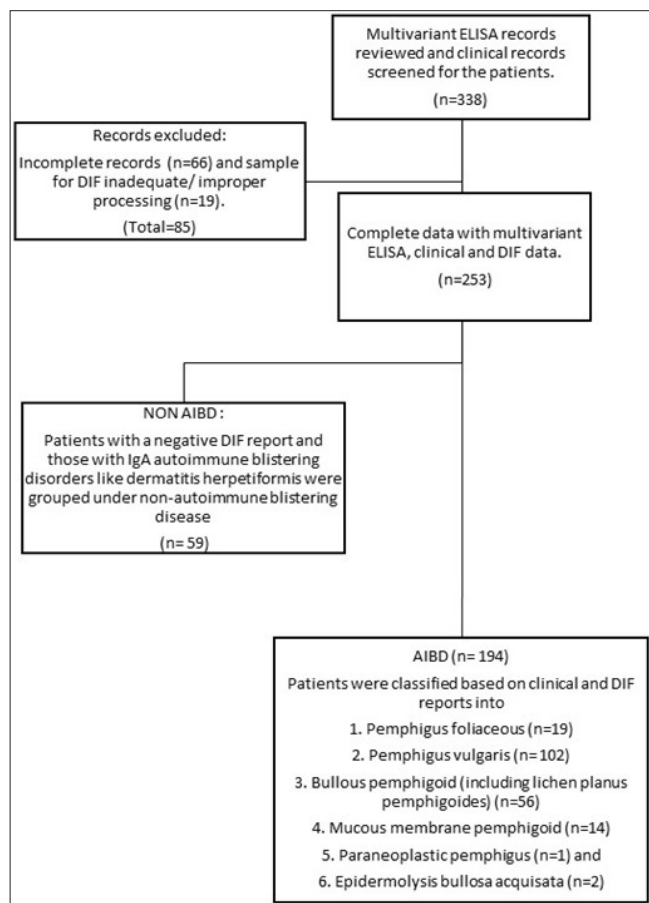 Multivariant ELISA records
reviewed and clinical records
screened for the patients.
(n=338)
Records excluded:
Incomplete records (n=66) and sample
for DIF inadequate/ improper
processing (n=19).
(Total=85)
Complete data with multivariant
ELISA, clinical and DIF data.
(n=253)
NON AIBD :
Patients with a negative DIF report and
those with IgA autoimmune blistering
disorders like dermatitis herpetiformis were
grouped under non-autoimmune blistering
disease
(n= 59)
AIBD (n= 194)
Patients were classified based on clinical and DIF
reports into
1. Pemphigus foliaceous (n=19)
2. Pemphigus vulgaris (n= 102)
3. Bullous pemphigoid (including lichen planus
pemphigoides) (n=56)
4. Mucous membrane pemphigoid (n=14)
5. Paraneoplastic pemphigus (n=1) and
6. Epidermolysis bullosa acquisata (n=2)